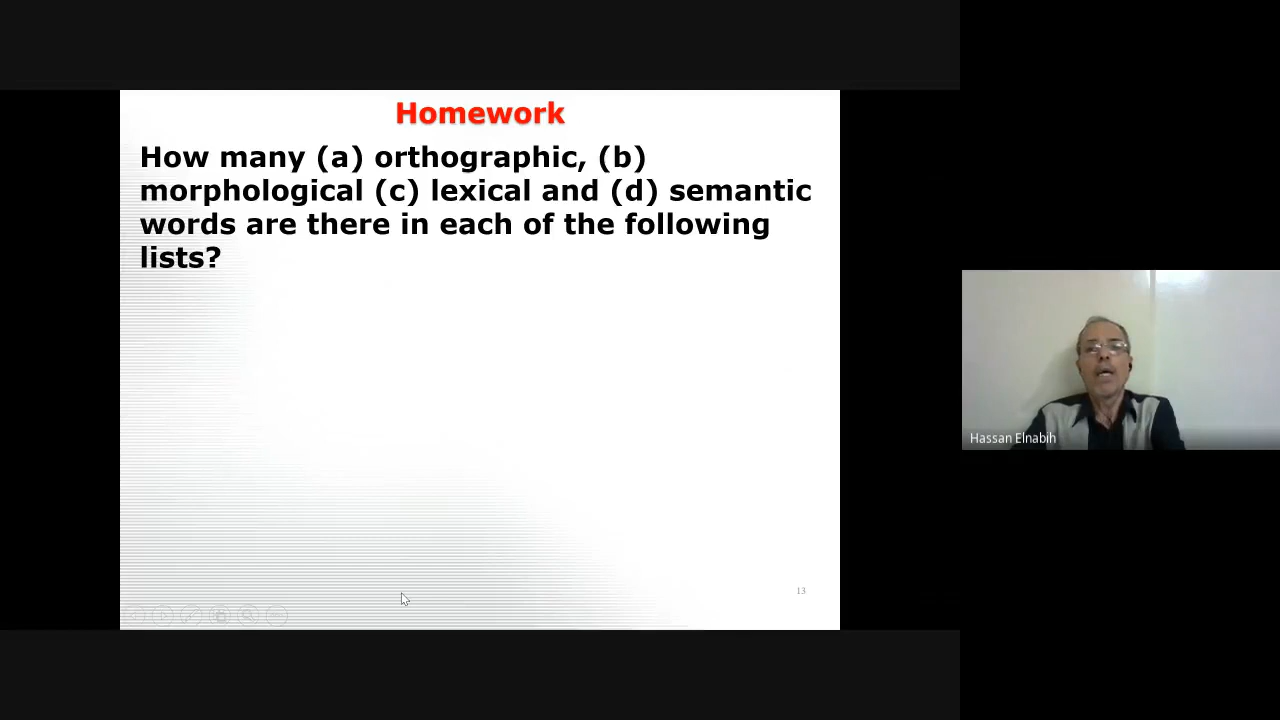 Homework
How many (a) orthographic, (b)
morphological (c) lexical and (d) semantic
words are there in each of the following
lists?
13
Hassan Elnabih